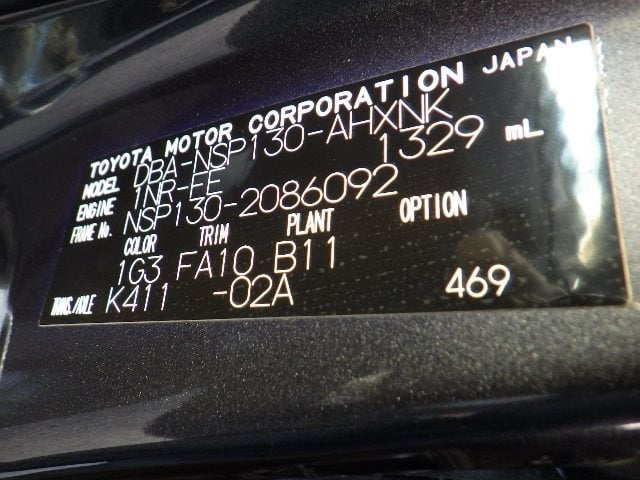 TOYOTA MOTOR CORPORATION JAPAN
MODEL DBA-NSP130-AHXNK
ENGINE 1NR-FE 1329 mL
FRAME No. NSP130-2086092
COLOR TRIM PLANT OPTION
1G3 FA10 B11
TRANS./AXLE K411 -02A 469